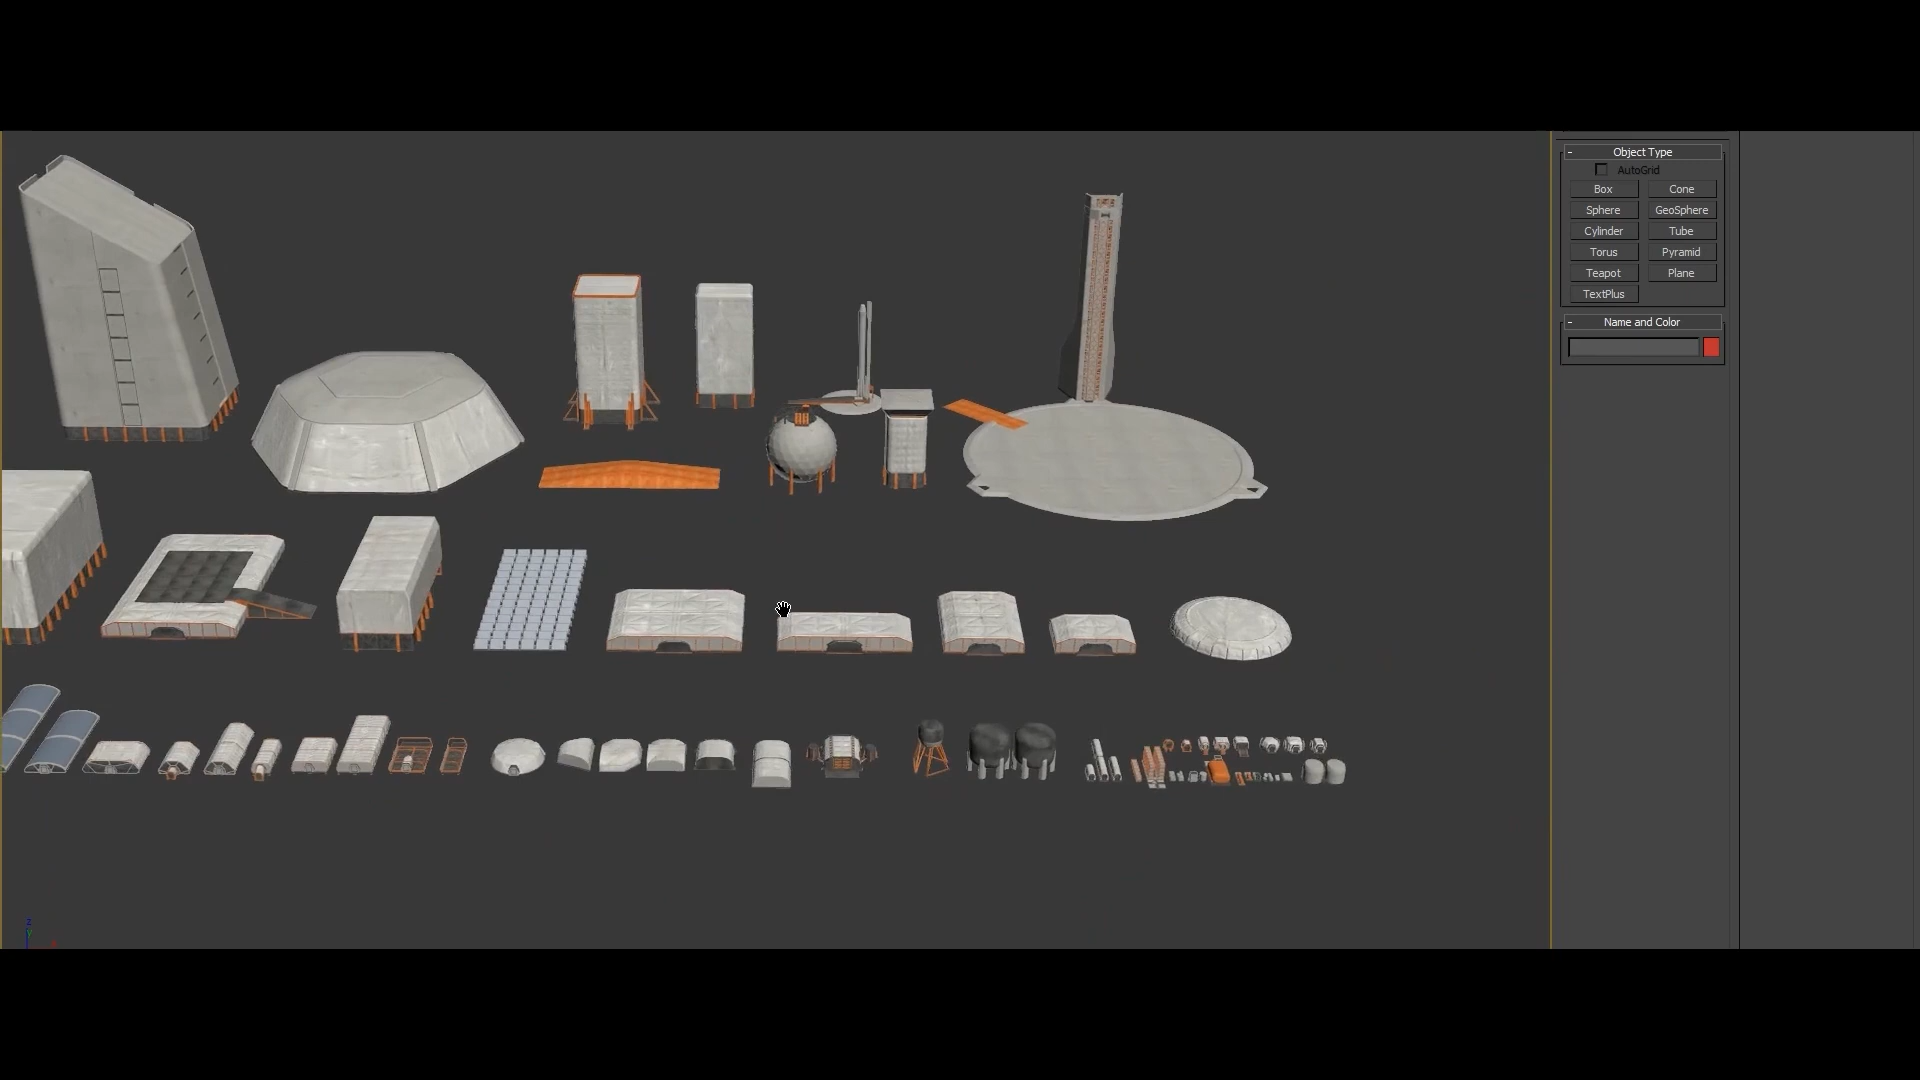 - Object Type
AutoGrid
Box Cone
Sphere GeoSphere
Cylinder Tube
Torus Pyramid
Teapot Plane
TextPlus
- Name and Color
z
y